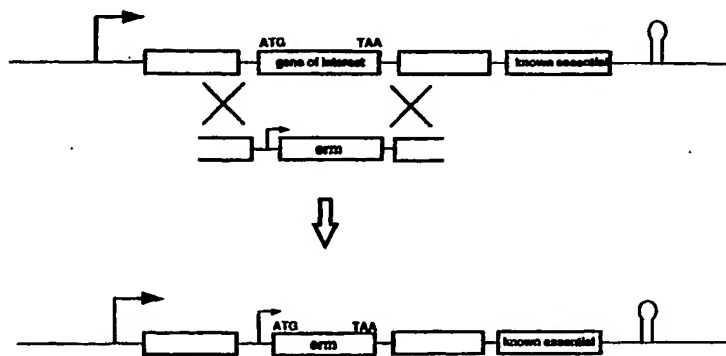 ATG TAA
gene of interest known essential
erm
ATG TAA
erm known essential